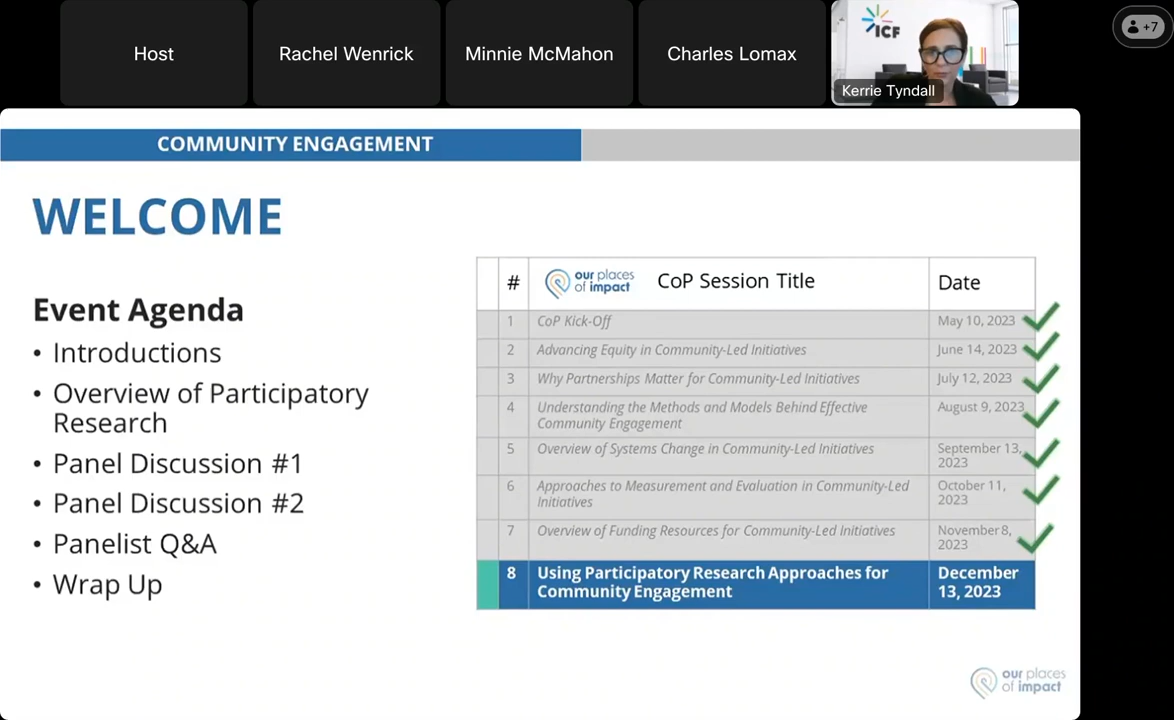 Host
Rachel Wenrick
Minnie McMahon
Charles Lomax
ICF
Kerrie Tyndall
+7
COMMUNITY ENGAGEMENT
WELCOME
Event Agenda
• Introductions
• Overview of Participatory
Research
• Panel Discussion #1
• Panel Discussion #2
• Panelist Q&A
• Wrap Up
# our places of impact CoP Session Title Date
1 CoP Kick-Off May 10, 2023
2 Advancing Equity in Community-Led Initiatives June 14, 2023
3 Why Partnerships Matter for Community-Led Initiatives July 12, 2023
4 Understanding the Methods and Models Behind Effective August 9, 2023
Community Engagement
5 Overview of Systems Change in Community-Led Initiatives September 13,
2023
6 Approaches to Measurement and Evaluation in Community-Led October 11,
Initiatives 2023
7 Overview of Funding Resources for Community-Led Initiatives November 8,
2023
8 Using Participatory Research Approaches for December
Community Engagement 13, 2023
our places
of impact